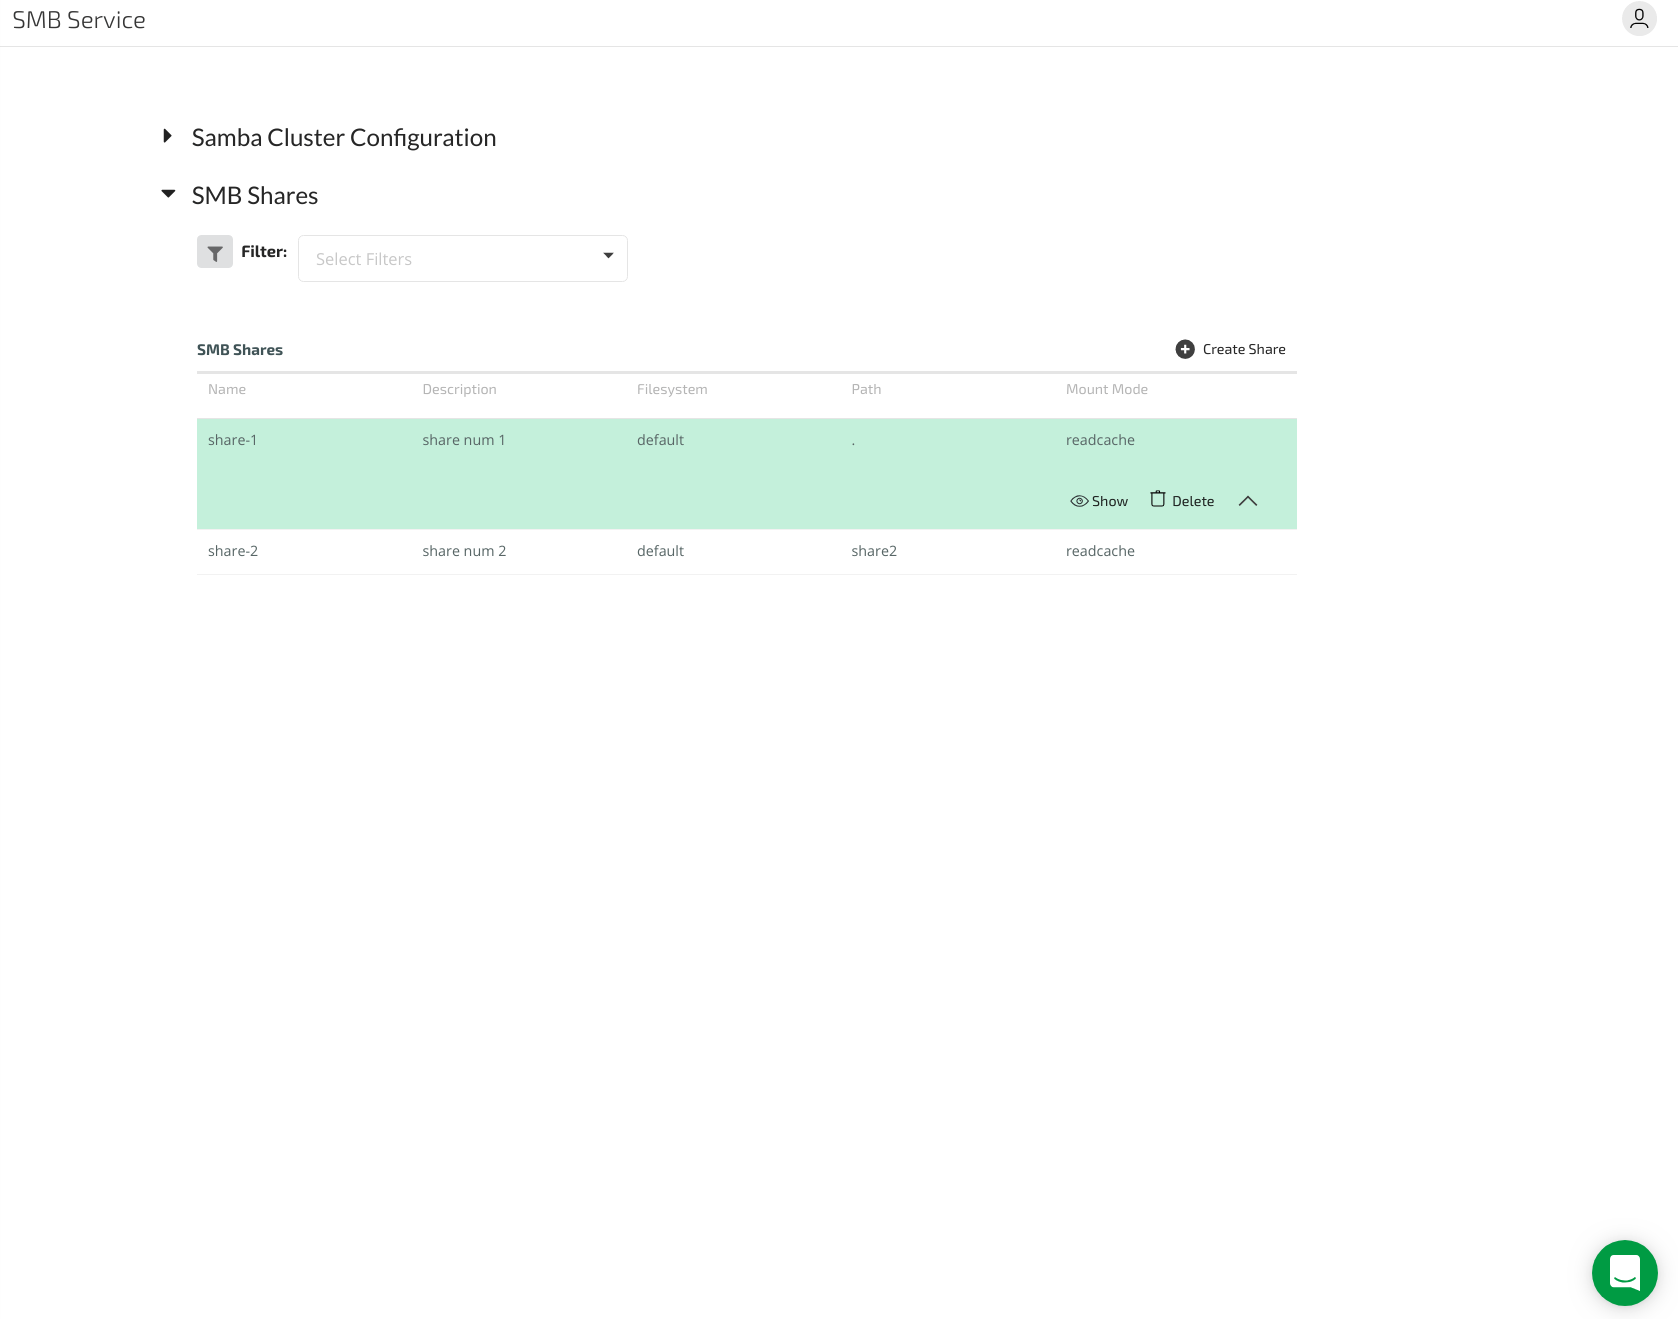 SMB Service
Samba Cluster Configuration
SMB Shares
Filter: Select Filters
SMB Shares Create Share
Name Description Filesystem Path Mount Mode
share-1 share num 1 default . readcache
Show Delete
share-2 share num 2 default share2 readcache